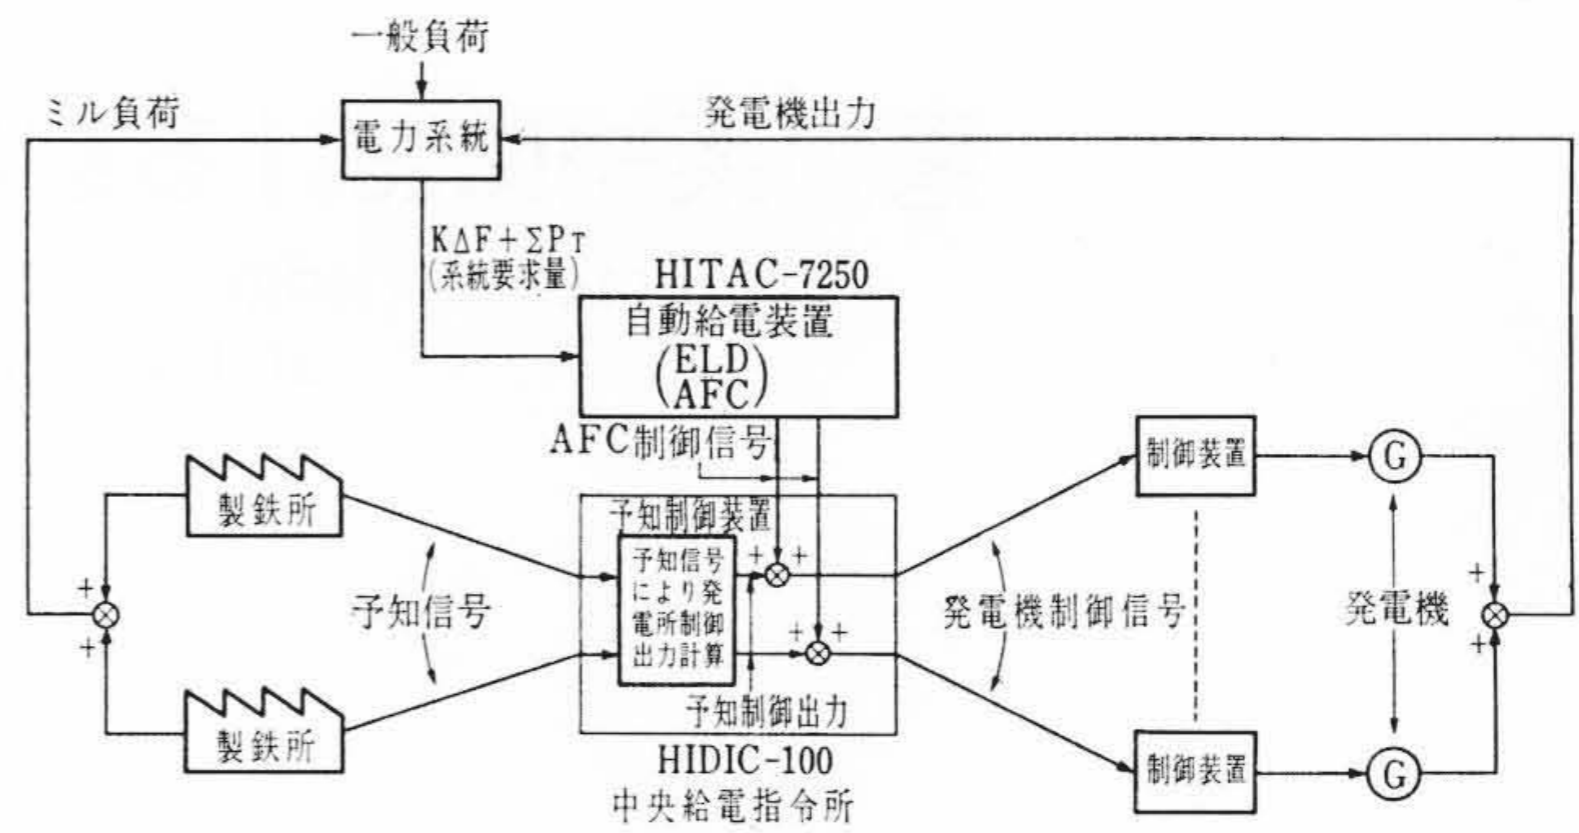 一般負荷
ミル負荷
電力系統
発電機出力
KΔF+ΣPT
(系統要求量)
HITAC-7250
自動給電装置
(ELD
AFC)
AFC制御信号
製鉄所
予知制御装置
予知信号
により発
電所制御
出力計算
+
+
+
+
予知信号
+
+
製鉄所
予知制御出力
HIDIC-100
中央給電指令所
発電機制御信号
制御装置
G
発電機
+
+
制御装置
G